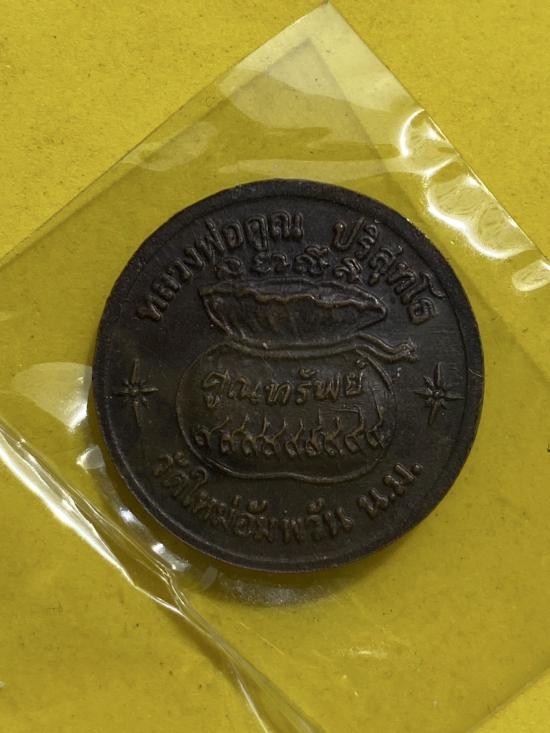 หลวงพ่อคูณ ปริสุทโธ
คูณทรัพย์
๙๙๙๙๙๙๙๙
วัดใหม่อัมพวัน น.ม.